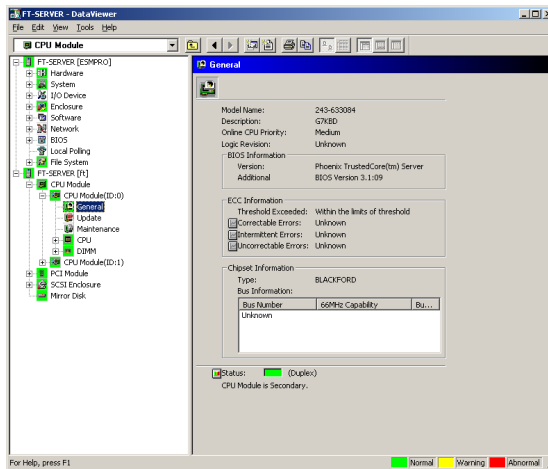 FT-SERVER - DataViewer
File Edit View Tools Help
CPU Module
FT-SERVER [ESMPRO]
Hardware
System
I/O Device
Enclosure
Software
Network
BIOS
Local Polling
File System
FT-SERVER [ft]
CPU Module
CPU Module(ID:0)
General
Update
Maintenance
CPU
DIMM
CPU Module(ID:1)
PCI Module
SCSI Enclosure
Mirror Disk
General
Model Name: 243-633084
Description: G7KBD
Online CPU Priority: Medium
Logic Revision: Unknown
BIOS Information
Version: Phoenix TrustedCore(tm) Server
Additional BIOS Version 3.1:09
ECC Information
Threshold Exceeded: Within the limits of threshold
Correctable Errors: Unknown
Intermittent Errors: Unknown
Uncorrectable Errors: Unknown
Chipset Information
Type: BLACKFORD
Bus Information:
Bus Number 66MHz Capability Bu...
Unknown
Status: (Duplex)
CPU Module is Secondary.
For Help, press F1 Normal Warning Abnormal